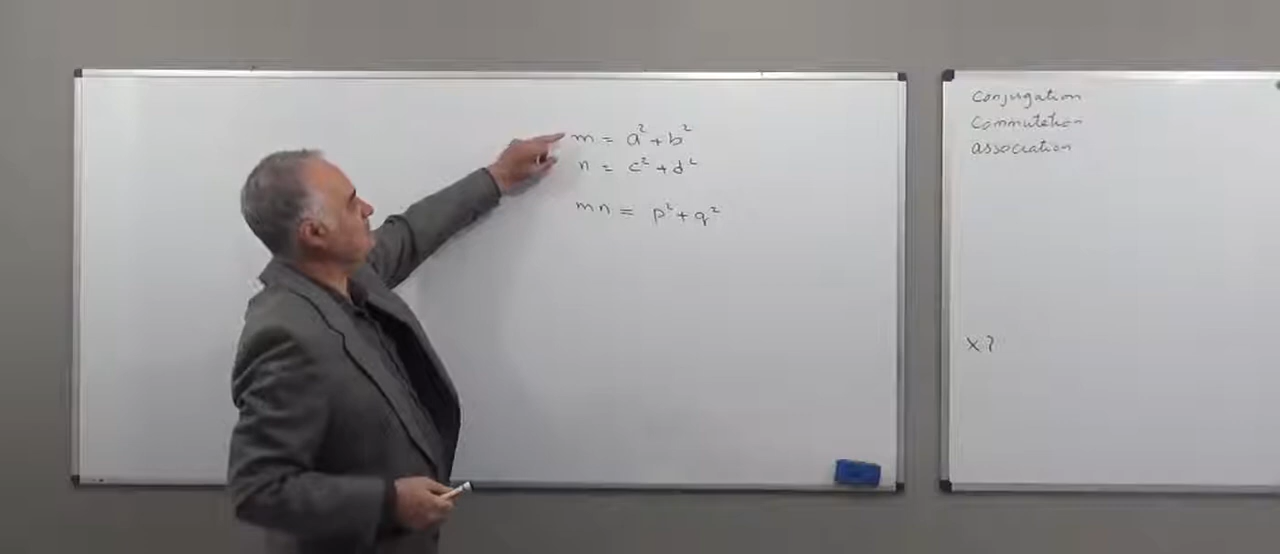 m = a² + b²
n = c² + d²
mn = p² + q²
Conjugation
Commutation
association
x?